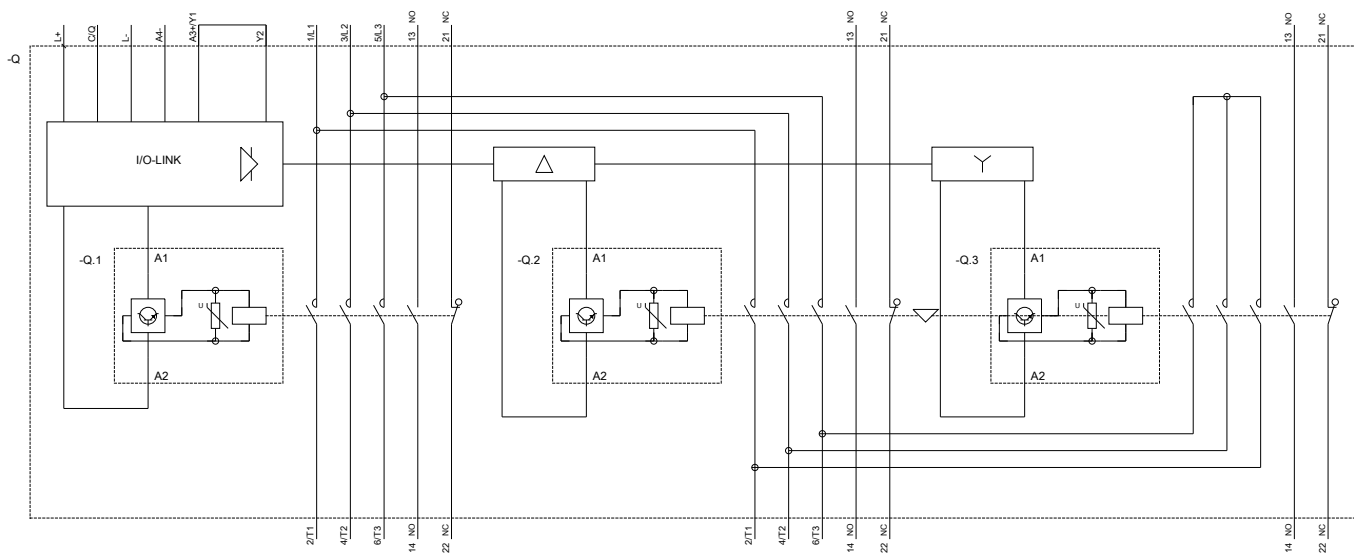 L+
C/Q
L-
A4-
A3+/Y1
Y2
1/L1
3/L2
5/L3
13 NO
21 NC
13 NO
21 NC
13 NO
21 NC
-Q
I/O-LINK
-Q.1
A1
U
A2
-Q.2
A1
U
A2
-Q.3
A1
U
A2
2/T1
4/T2
6/T3
14 NO
22 NC
2/T1
4/T2
6/T3
14 NO
22 NC
14 NO
22 NC